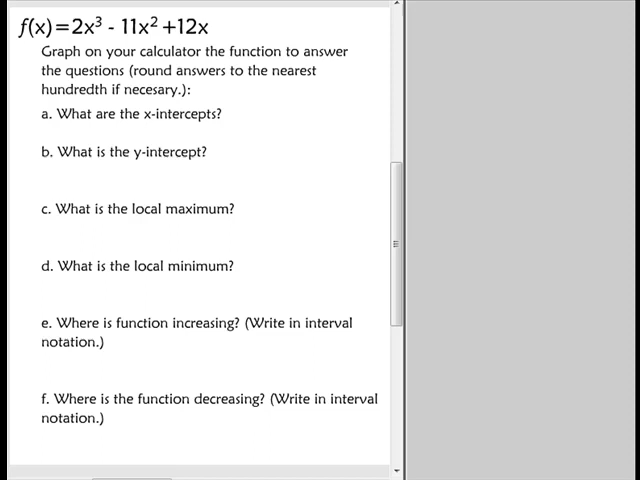 f(x)=2x³ - 11x² +12x
Graph on your calculator the function to answer
the questions (round answers to the nearest
hundredth if necesary.):
a. What are the x-intercepts?
b. What is the y-intercept?
c. What is the local maximum?
d. What is the local minimum?
e. Where is function increasing? (Write in interval
notation.)
f. Where is the function decreasing? (Write in interval
notation.)